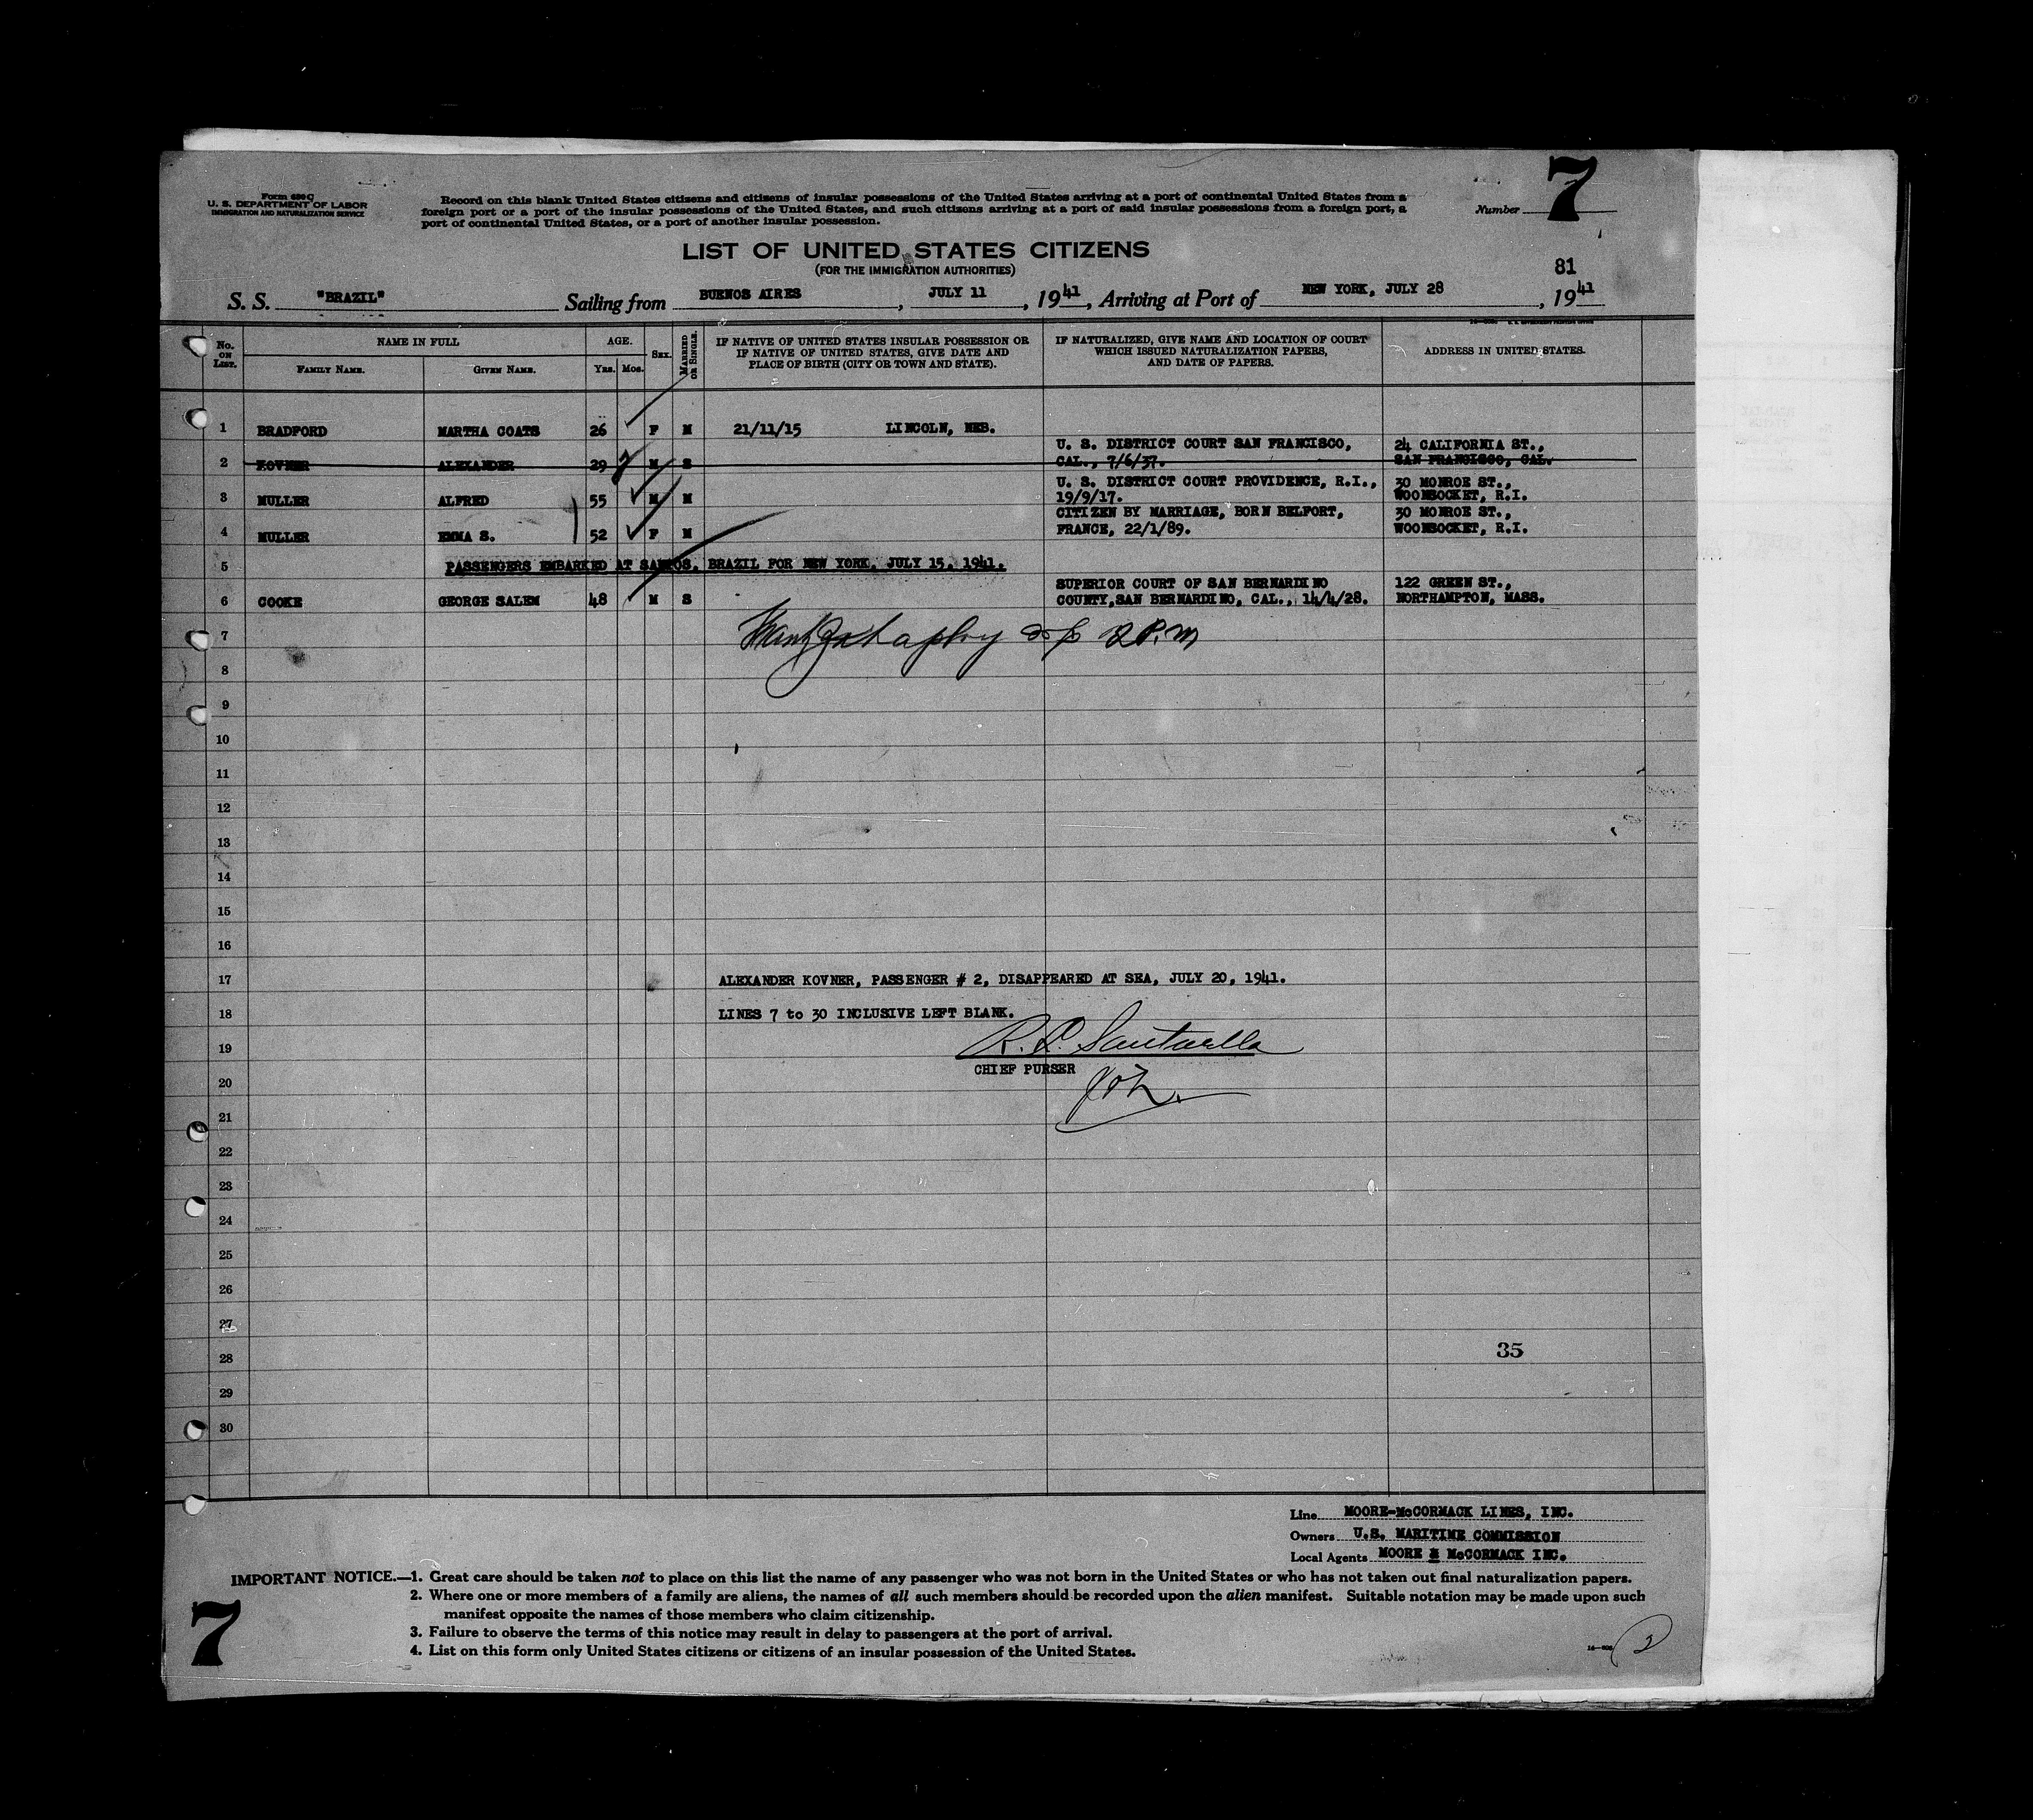 Form 630 C
U. S. DEPARTMENT OF LABOR
IMMIGRATION AND NATURALIZATION SERVICE
Record on this blank United States citizens and citizens of insular possessions of the United States arriving at a port of continental United States from a
foreign port or a port of the insular possessions of the United States, and such citizens arriving at a port of said insular possessions from a foreign port, a
port of continental United States, or a port of another insular possession.
Number 7
LIST OF UNITED STATES CITIZENS
(FOR THE IMMIGRATION AUTHORITIES)
81
S. S. "BRAZIL" Sailing from BUENOS AIRES, JULY 11, 1941, Arriving at Port of NEW YORK, JULY 28, 1941
No. ON LIST. NAME IN FULL FAMILY NAME. GIVEN NAME. AGE. Yrs. Mos. SEX. MARRIED OR SINGLE. IF NATIVE OF UNITED STATES INSULAR POSSESSION OR IF NATIVE OF UNITED STATES, GIVE DATE AND PLACE OF BIRTH (CITY OR TOWN AND STATE). IF NATURALIZED, GIVE NAME AND LOCATION OF COURT WHICH ISSUED NATURALIZATION PAPERS, AND DATE OF PAPERS. ADDRESS IN UNITED STATES.
1 BRADFORD MARTHA COATS 26 F M 21/11/15 LINCOLN, NEB.
2 KOVNER ALEXANDER 29 M S U. S. DISTRICT COURT SAN FRANCISCO, CAL., 7/6/37. 24 CALIFORNIA ST., SAN FRANCISCO, CAL.
3 MULLER ALFRED 55 M M U. S. DISTRICT COURT PROVIDENCE, R.I., 19/9/17. 30 MONROE ST., WOONSOCKET, R.I.
4 MULLER EMMA S. 52 F M CITIZEN BY MARRIAGE, BORN BELFORT, FRANCE, 22/1/89. 30 MONROE ST., WOONSOCKET, R.I.
5 PASSENGERS EMBARKED AT SANTOS, BRAZIL FOR NEW YORK, JULY 15, 1941.
6 COOKE GEORGE SALEM 48 M S SUPERIOR COURT OF SAN BERNARDINO COUNTY, SAN BERNARDINO, CAL., 14/4/28. 122 GREEN ST., NORTHAMPTON, MASS.
7 2 P.M
8
9
10
11
12
13
14
15
16
17 ALEXANDER KOVNER, PASSENGER # 2, DISAPPEARED AT SEA, JULY 20, 1941.
18 LINES 7 to 30 INCLUSIVE LEFT BLANK.
19
CHIEF PURSER
20
21
22
23
24
25
26
27
28 35
29
30
Line MOORE-McCORMACK LINES, INC.
Owners U.S. MARITIME COMMISSION
Local Agents MOORE & McCORMACK INC.
IMPORTANT NOTICE.—1. Great care should be taken not to place on this list the name of any passenger who was not born in the United States or who has not taken out final naturalization papers.
2. Where one or more members of a family are aliens, the names of all such members should be recorded upon the alien manifest. Suitable notation may be made upon such
manifest opposite the names of those members who claim citizenship.
3. Failure to observe the terms of this notice may result in delay to passengers at the port of arrival.
4. List on this form only United States citizens or citizens of an insular possession of the United States.
7
2